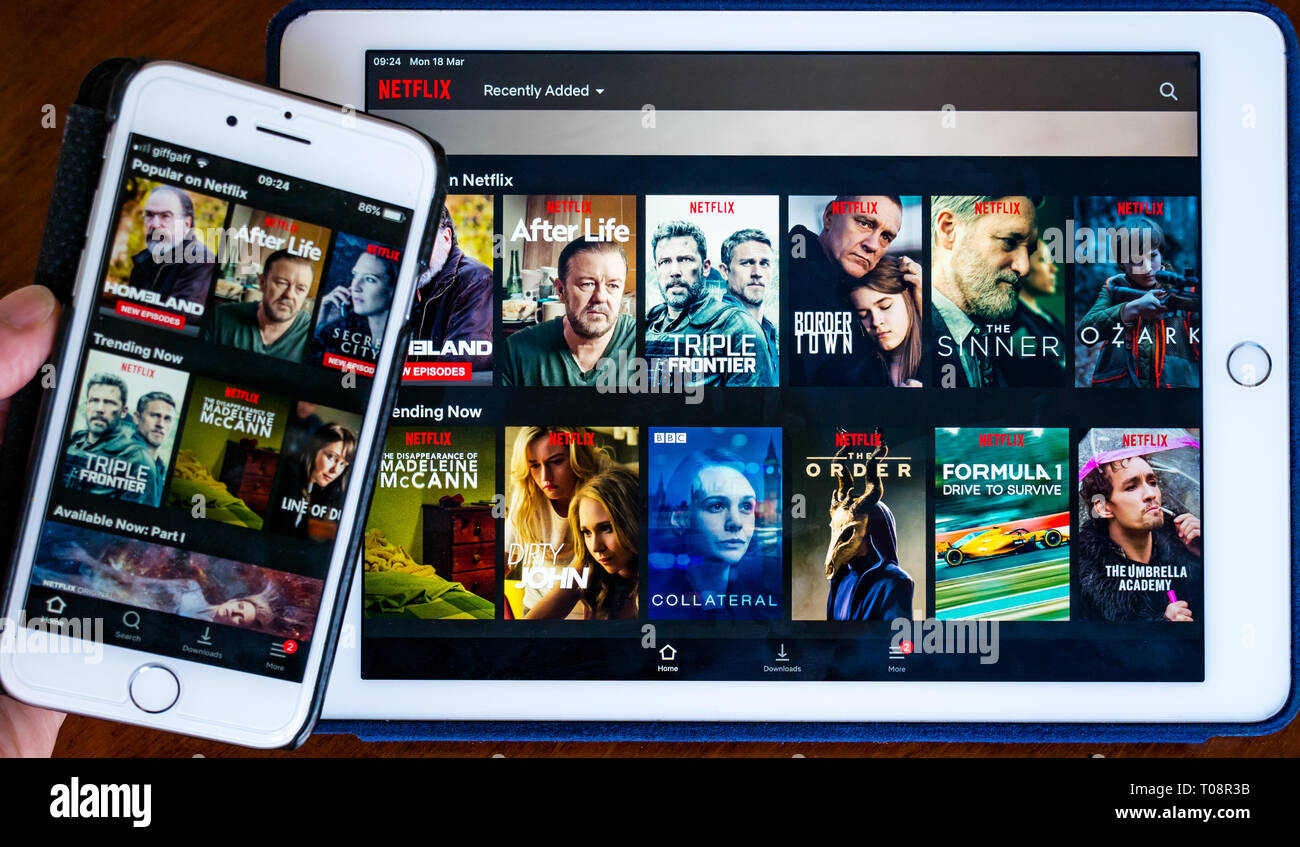 giffgaff
09:24
86%
Popular on Netflix
HOMELAND
NEW EPISODES
NETFLIX
After Life
NETFLIX
SECRET
CITY
NEW EPISODES
Trending Now
NETFLIX
TRIPLE
FRONTIER
NETFLIX
THE DISAPPEARANCE OF
MADELEINE
McCANN
LINE OF D
Available Now: Part I
NETFLIX ORIGINAL
Home
Search
Downloads
2
More
09:24 Mon 18 Mar
NETFLIX
Recently Added
n Netflix
ELAND
NEW EPISODES
NETFLIX
After Life
NETFLIX
TRIPLE
FRONTIER
NETFLIX
BORDER
TOWN
NETFLIX
THE
SINNER
NETFLIX
OZARK
ending Now
NETFLIX
THE DISAPPEARANCE OF
MADELEINE
McCANN
NETFLIX
DIRTY
JOHN
BBC
COLLATERAL
NETFLIX
THE
ORDER
NETFLIX
FORMULA 1
DRIVE TO SURVIVE
NETFLIX
THE UMBRELLA
ACADEMY
Home
Downloads
2
More
a
alamy
alamy
Image ID: T08R3B
www.alamy.com